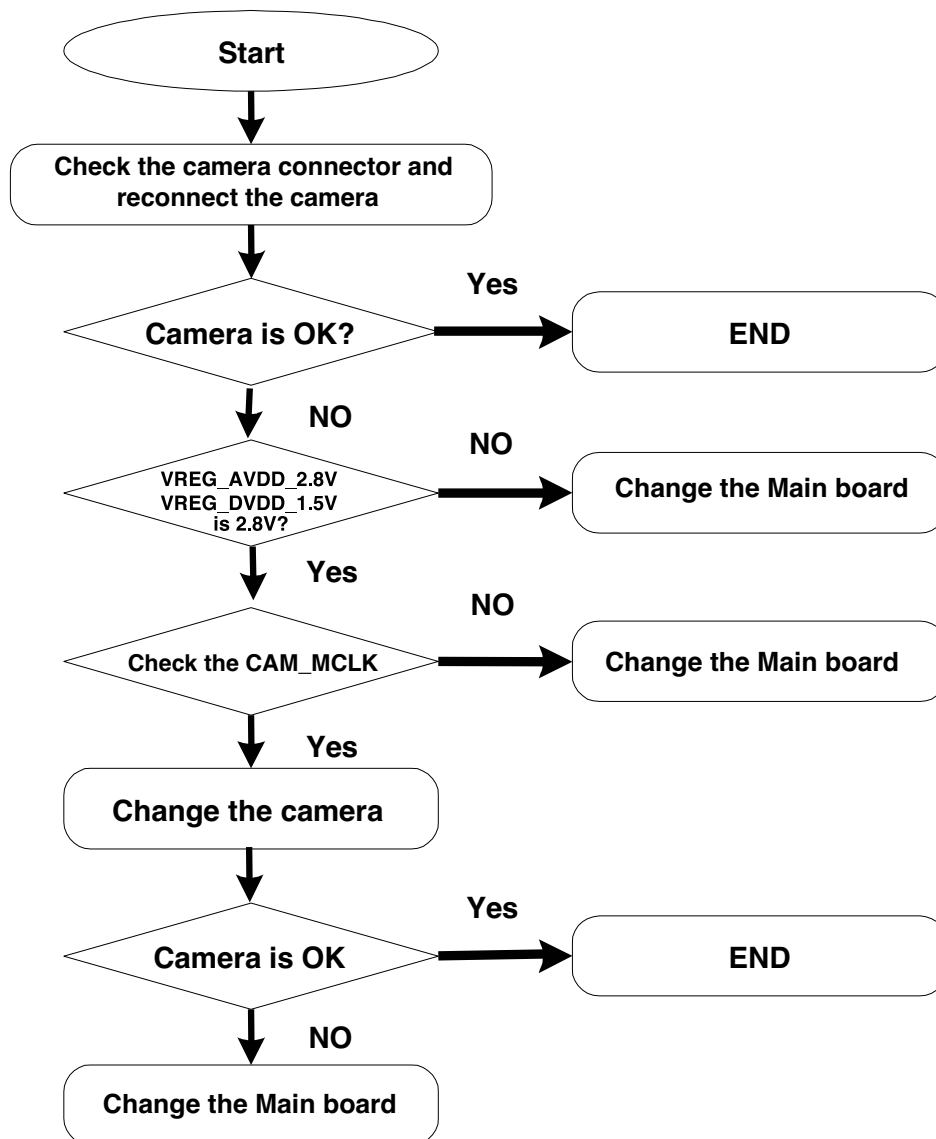 Start
Check the camera connector and
reconnect the camera
Yes
Camera is OK?
END
NO
NO
VREG_AVDD_2.8V
VREG_DVDD_1.5V
is 2.8V?
Change the Main board
Yes
NO
Check the CAM_MCLK
Change the Main board
Yes
Change the camera
Yes
Camera is OK
END
NO
Change the Main board